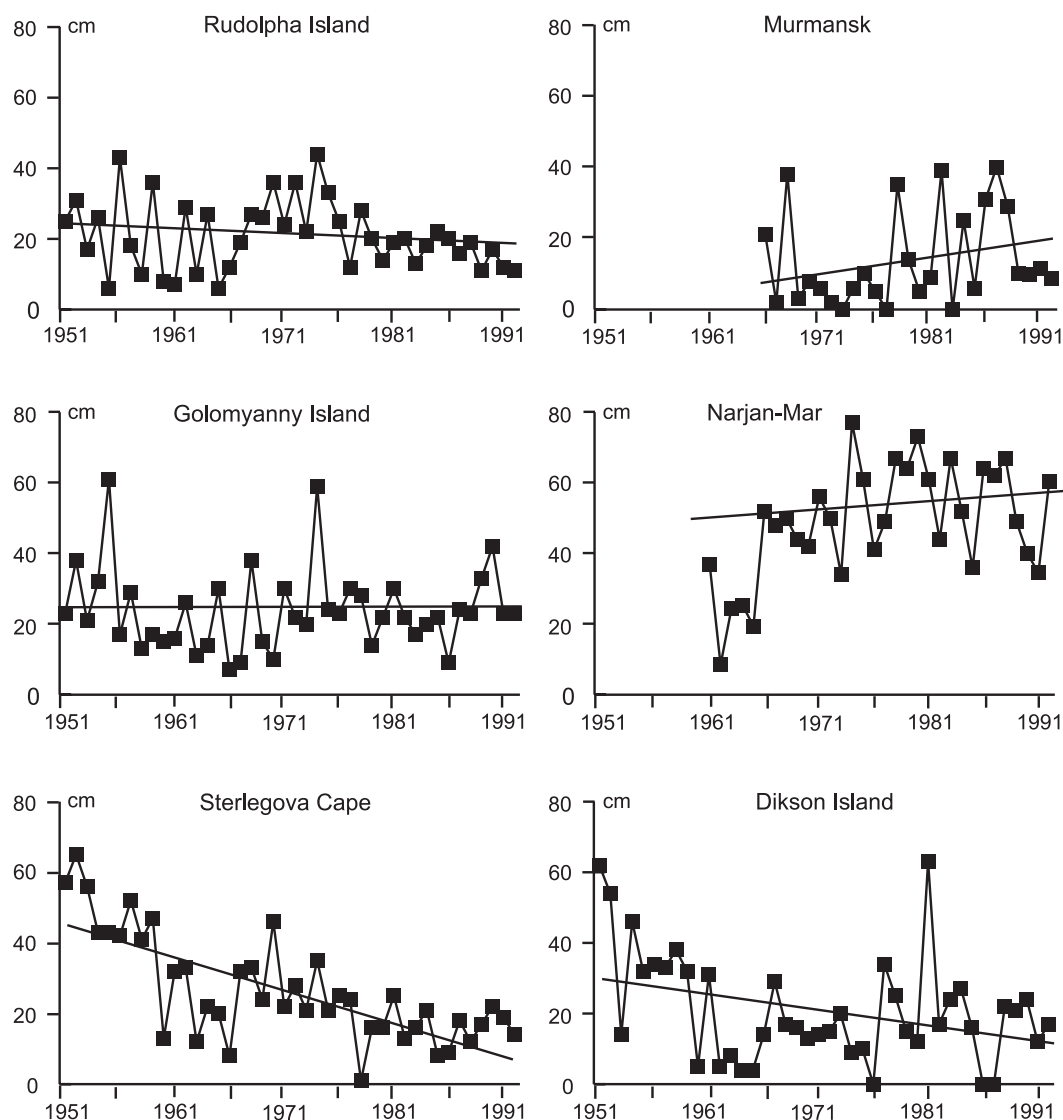 80 cm Rudolpha Island
60
40
20
0
1951 1961 1971 1981 1991
80 cm Murmansk
60
40
20
0
1951 1961 1971 1981 1991
80 cm Golomyanny Island
60
40
20
0
1951 1961 1971 1981 1991
80 cm Narjan-Mar
60
40
20
0
1951 1961 1971 1981 1991
80 cm Sterlegova Cape
60
40
20
0
1951 1961 1971 1981 1991
80 cm Dikson Island
60
40
20
0
1951 1961 1971 1981 1991